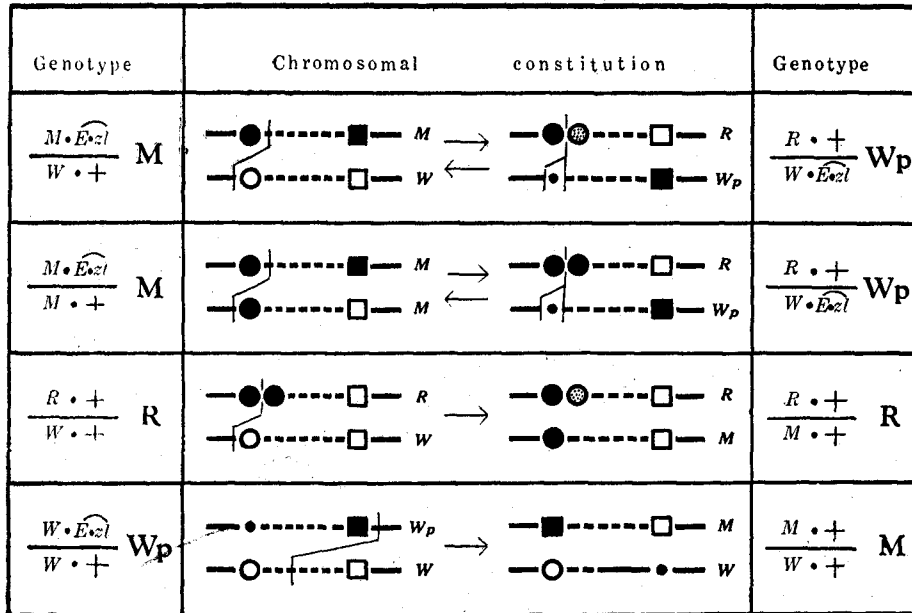 Genotype Chromosomal constitution Genotype
M • E•zl M M R R • + Wp
W • + W Wp W • E•zl
M • E•zl M M R R • + Wp
M • + M Wp W • E•zl
R • + R R R R • + R
W • + W M M • +
W • E•zl Wp Wp M M • + M
W • + W W W • +